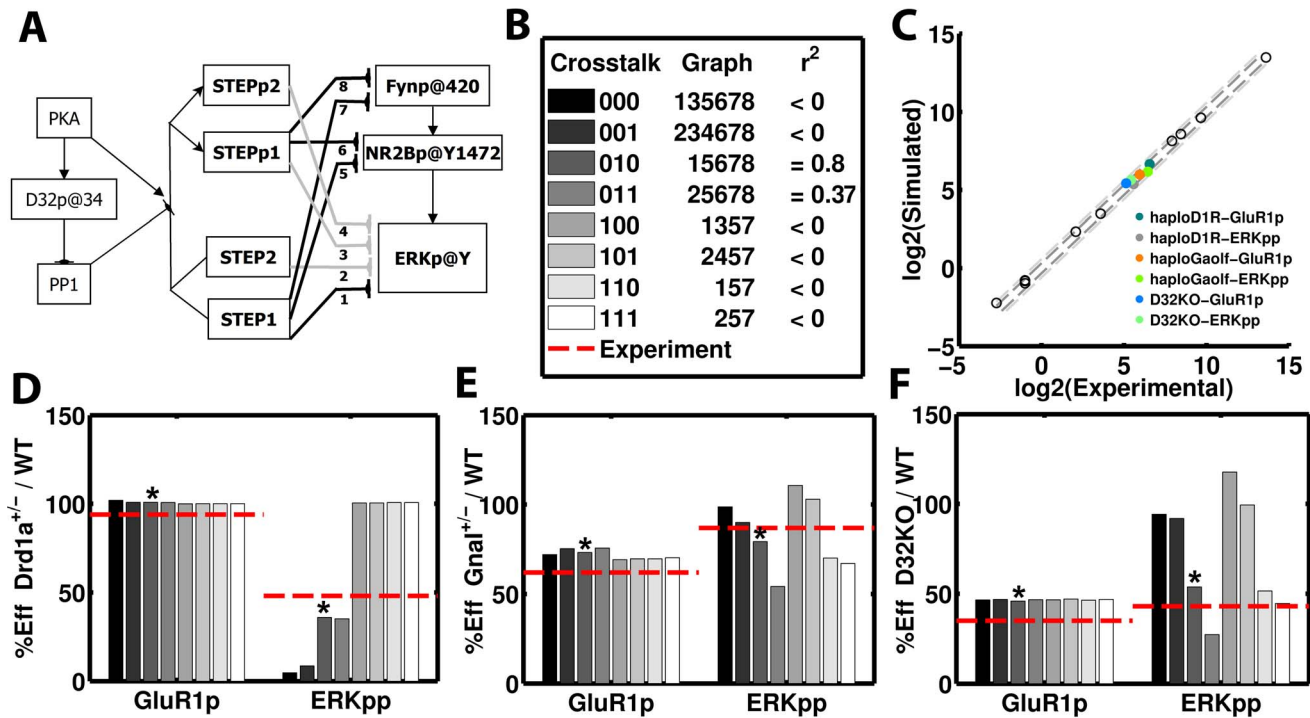 A
PKA
D32p@34
PP1
STEPp2
STEPp1
STEP2
STEP1
8
7
6
5
4
3
2
1
Fynp@420
NR2Bp@Y1472
ERKp@Y
B
Crosstalk Graph r²
000 135678 < 0
001 234678 < 0
010 15678 = 0.8
011 25678 = 0.37
100 1357 < 0
101 2457 < 0
110 157 < 0
111 257 < 0
Experiment
C
log2(Simulated)
15
10
5
0
−5
−5 0 5 10 15
log2(Experimental)
haploD1R−GluR1p
haploD1R−ERKpp
haploGaolf−GluR1p
haploGaolf−ERKpp
D32KO−GluR1p
D32KO−ERKpp
D
%Eff Drd1a+/− / WT
150
100
50
0
*
*
GluR1p ERKpp
E
%Eff Gnal+/− / WT
150
100
50
0
*
*
GluR1p ERKpp
F
%Eff D32KO / WT
150
100
50
0
*
*
GluR1p ERKpp